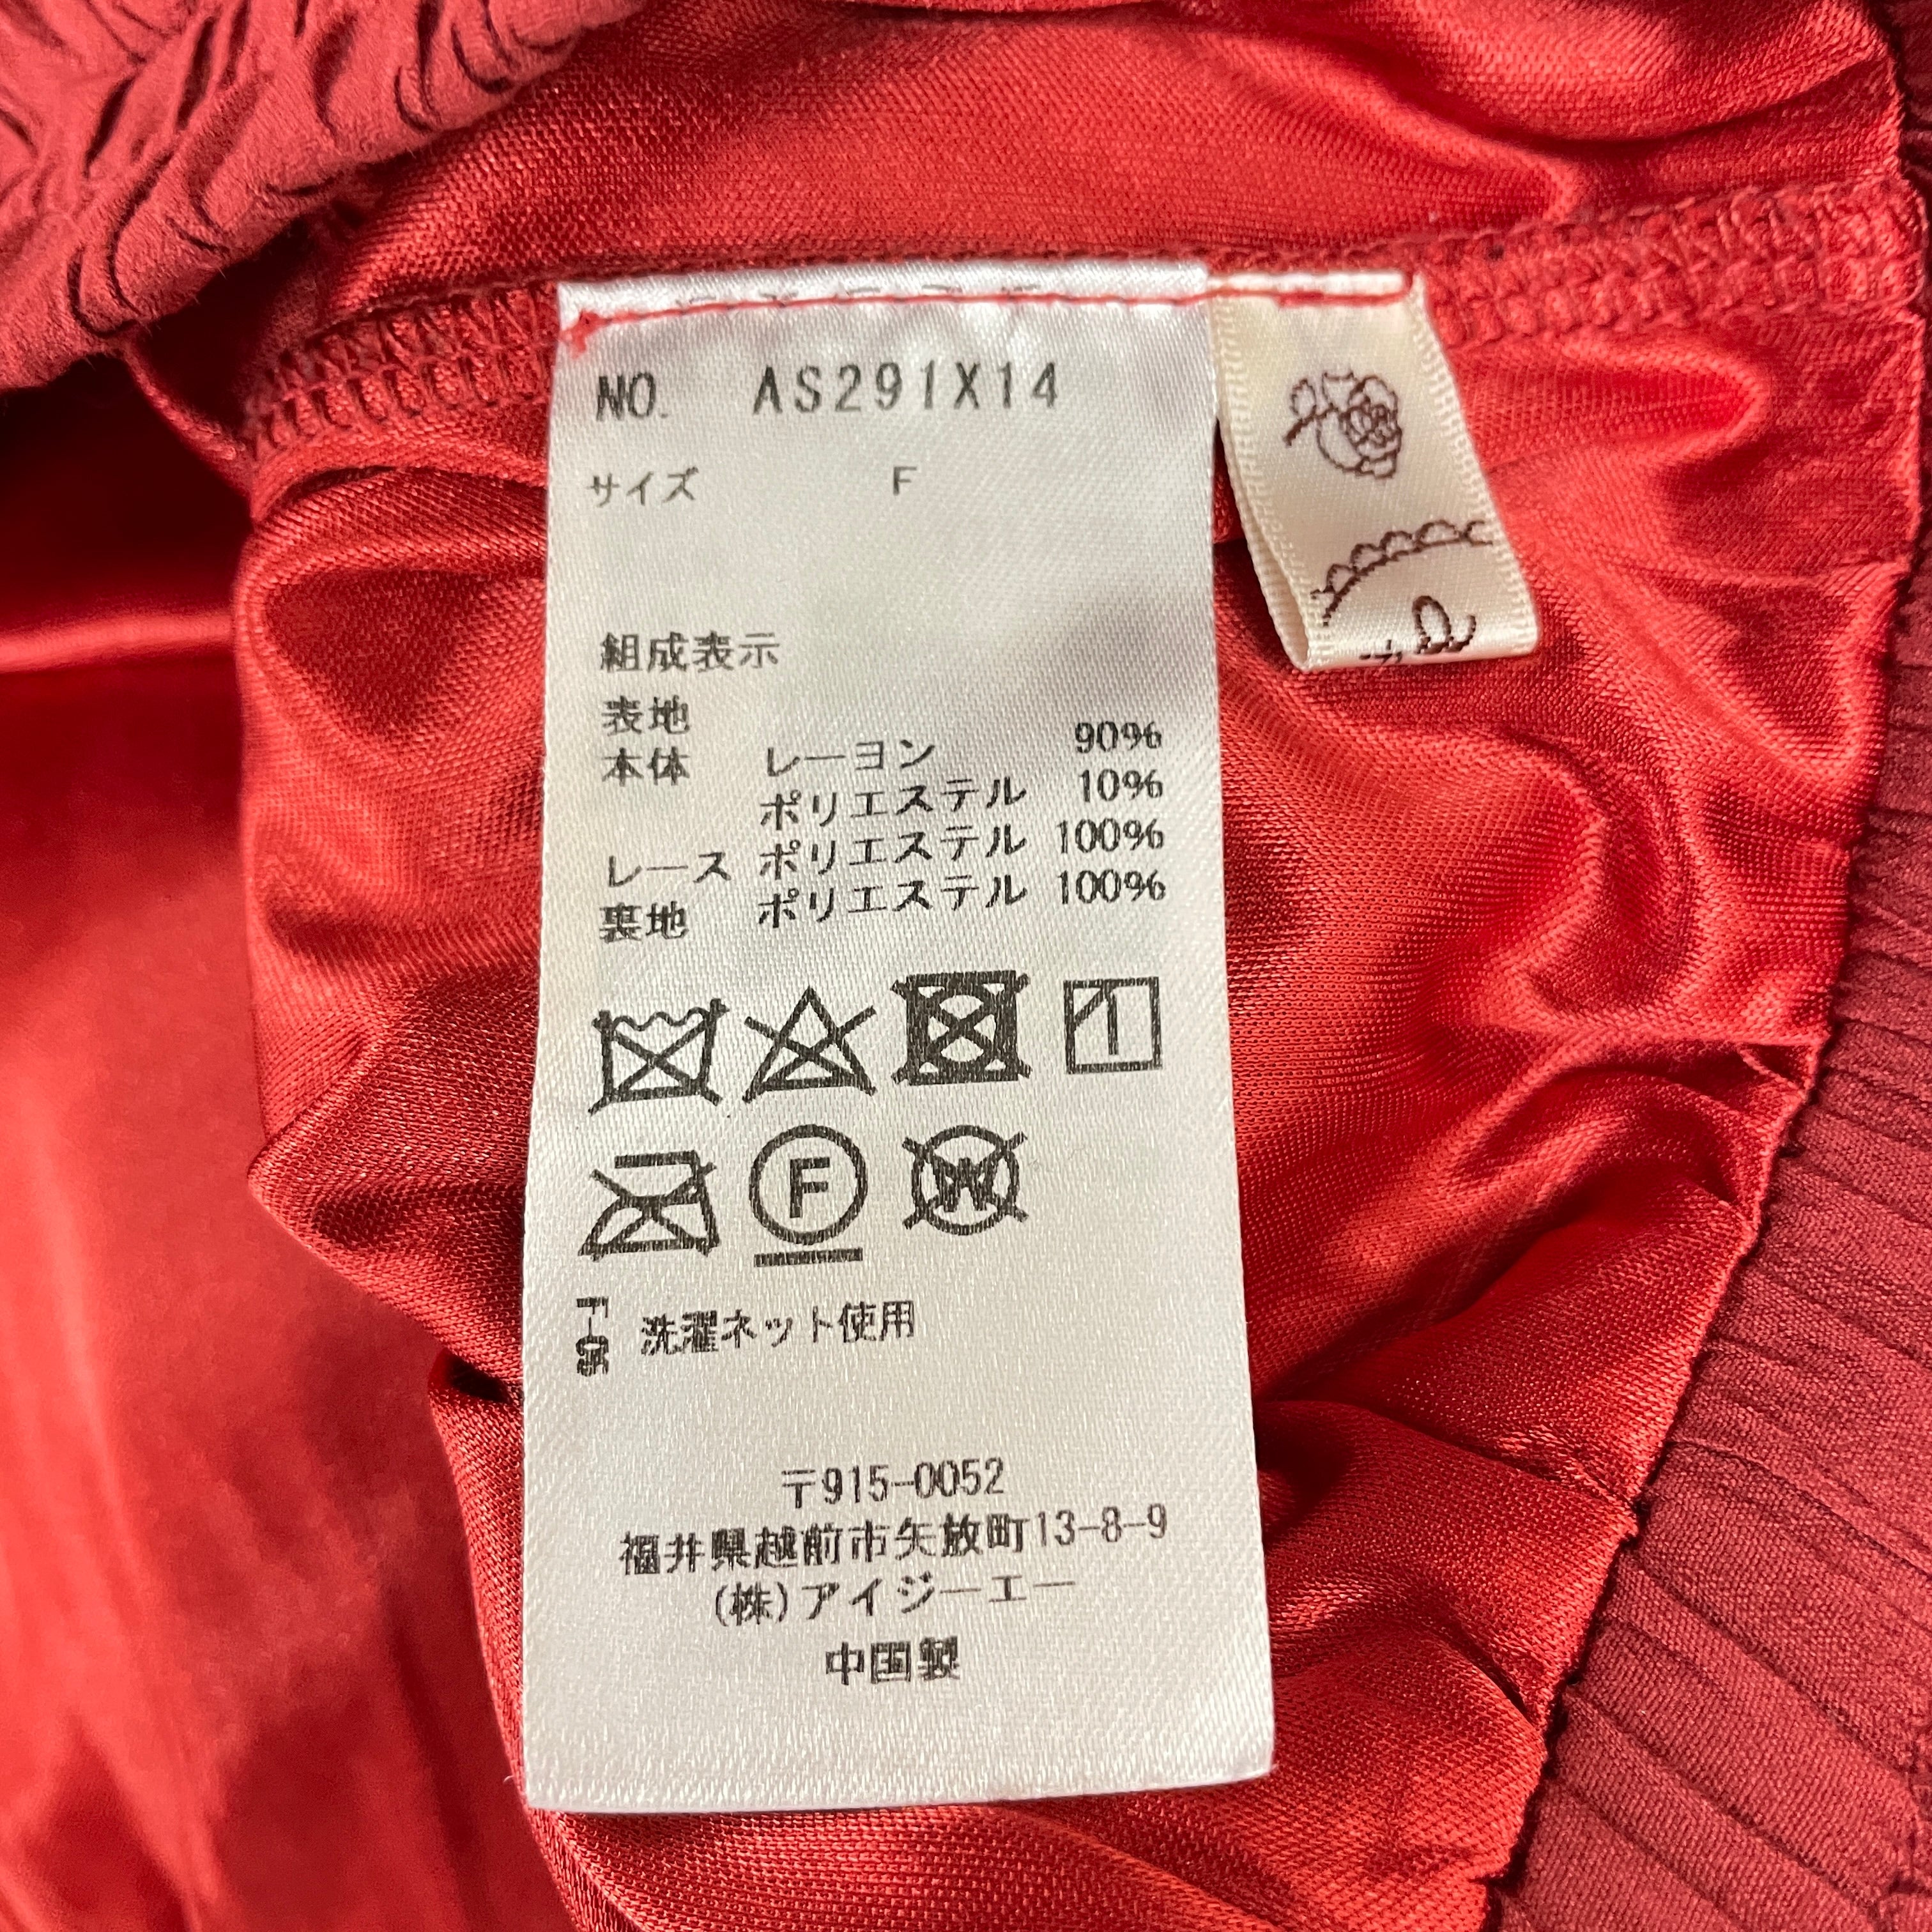 NO. AS291X14
サイズ F
組成表示
表地
本体 レーヨン 90%
ポリエステル 10%
レース ポリエステル 100%
裏地 ポリエステル 100%
F
W
洗濯ネット使用
〒915-0052
福井県越前市矢放町13-8-9
(株)アイジーエー
中国製